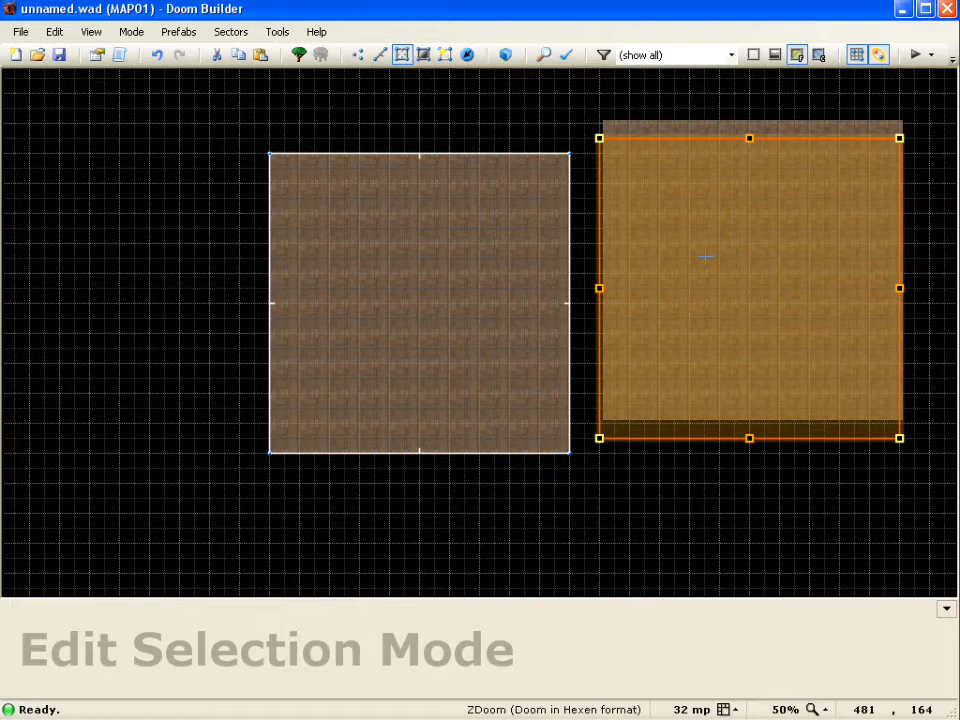 unnamed.wad (MAP01) - Doom Builder
File Edit View Mode Prefabs Sectors Tools Help
(show all)
Edit Selection Mode
Ready. ZDoom (Doom in Hexen format) 32 mp 50% 481 , 164